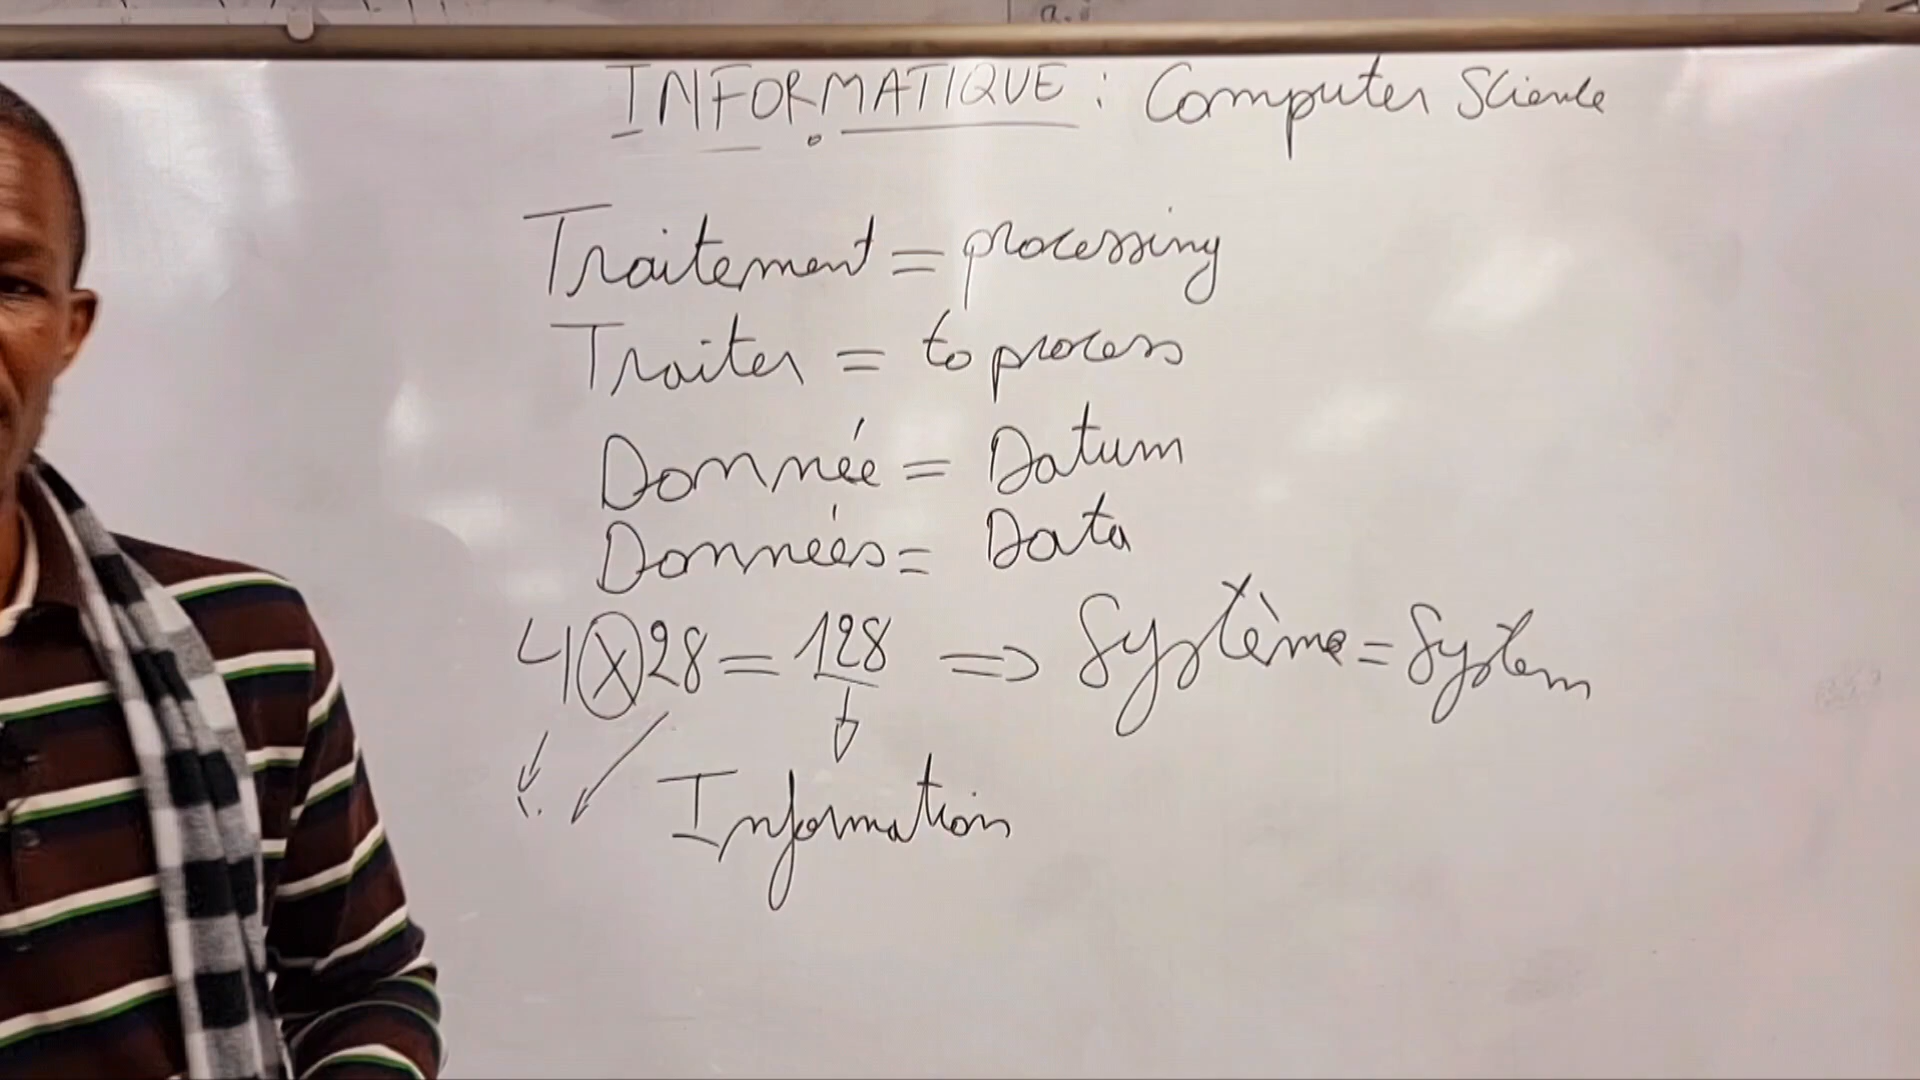 INFORMATIQUE : Computer Science
Traitement = processing
Traiter = to process
Donnée = Datum
Données = Data
4 x 28 = 128 => Système = System
Information